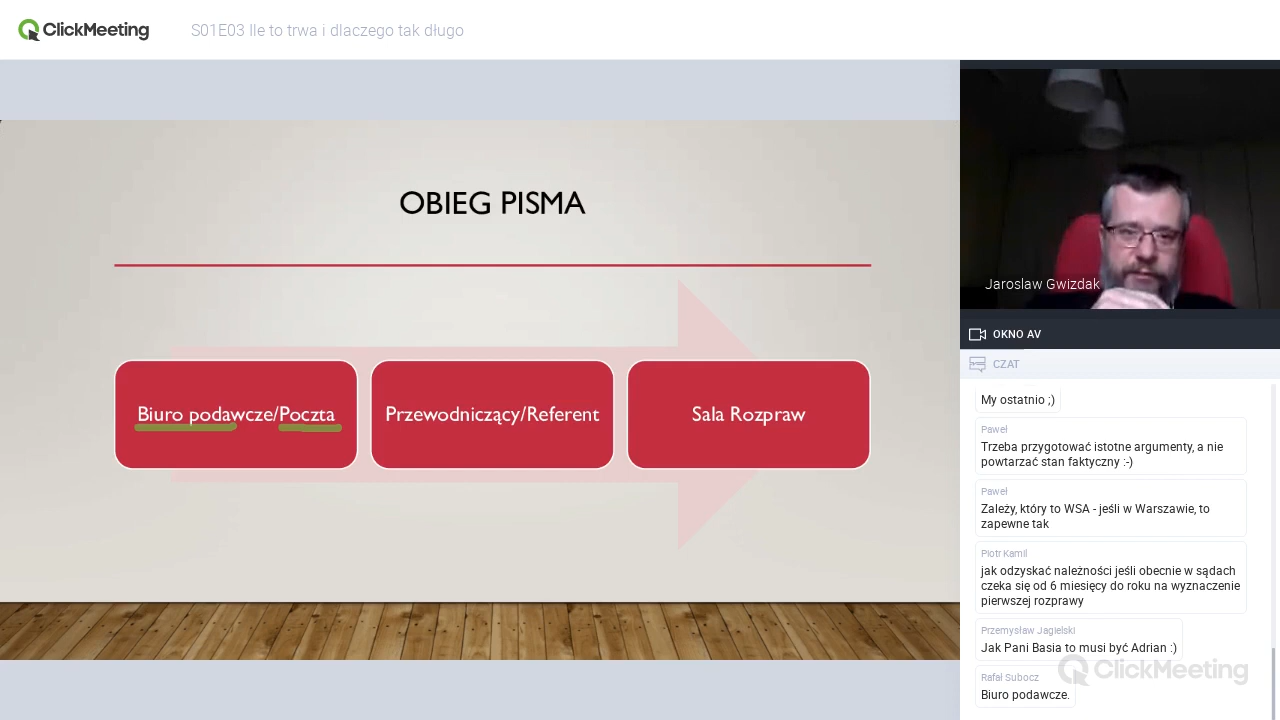 ClickMeeting
S01E03 Ile to trwa i dlaczego tak długo
OBIEG PISMA
Biuro podawcze/Poczta
Przewodniczący/Referent
Sala Rozpraw
Jaroslaw Gwizdak
OKNO AV
CZAT
My ostatnio ;)
Paweł
Trzeba przygotować istotne argumenty, a nie
powtarzać stan faktyczny :-)
Paweł
Zależy, który to WSA - jeśli w Warszawie, to
zapewne tak
Piotr Kamil
jak odzyskać należności jeśli obecnie w sądach
czeka się od 6 miesięcy do roku na wyznaczenie
pierwszej rozprawy
Przemysław Jagielski
Jak Pani Basia to musi być Adrian :)
Rafał Subocz
Biuro podawcze.
ClickMeeting